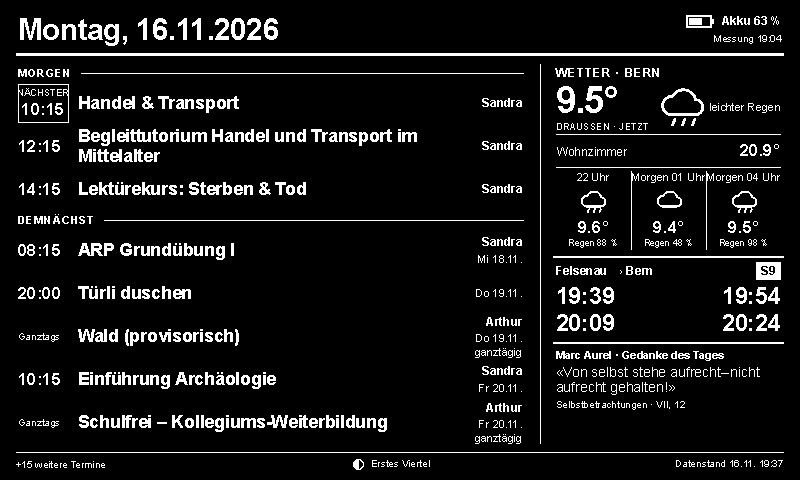 Montag, 16.11.2026
Akku 63 %
Messung 19:04
MORGEN
NÄCHSTER
10:15 Handel & Transport Sandra
12:15 Begleittutorium Handel und Transport im
Mittelalter Sandra
14:15 Lektürekurs: Sterben & Tod Sandra
DEMNÄCHST
08:15 ARP Grundübung I Sandra
Mi 18.11.
20:00 Türli duschen Do 19.11.
Ganztags Wald (provisorisch) Arthur
Do 19.11.
ganztägig
10:15 Einführung Archäologie Sandra
Fr 20.11.
Ganztags Schulfrei – Kollegiums-Weiterbildung Arthur
Fr 20.11.
ganztägig
WETTER · BERN
9.5° leichter Regen
DRAUSSEN · JETZT
Wohnzimmer 20.9°
22 Uhr Morgen 01 Uhr Morgen 04 Uhr
9.6° 9.4° 9.5°
Regen 88 % Regen 48 % Regen 98 %
Felsenau › Bern S9
19:39 19:54
20:09 20:24
Marc Aurel · Gedanke des Tages
«Von selbst stehe aufrecht–nicht
aufrecht gehalten!»
Selbstbetrachtungen · VII, 12
+15 weitere Termine
Erstes Viertel
Datenstand 16.11. 19:37